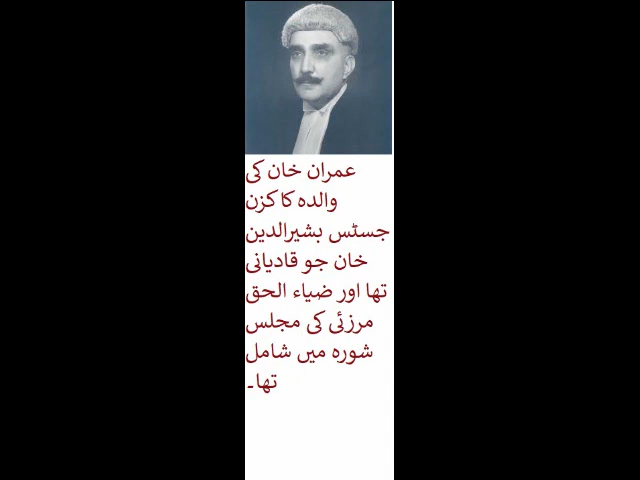 عمران خان کی
والدہ کا کزن
جسٹس بشیرالدین
خان جو قادیانی
تھا اور ضیاء الحق
مرزئی کی مجلس
شورہ میں شامل
تھا۔